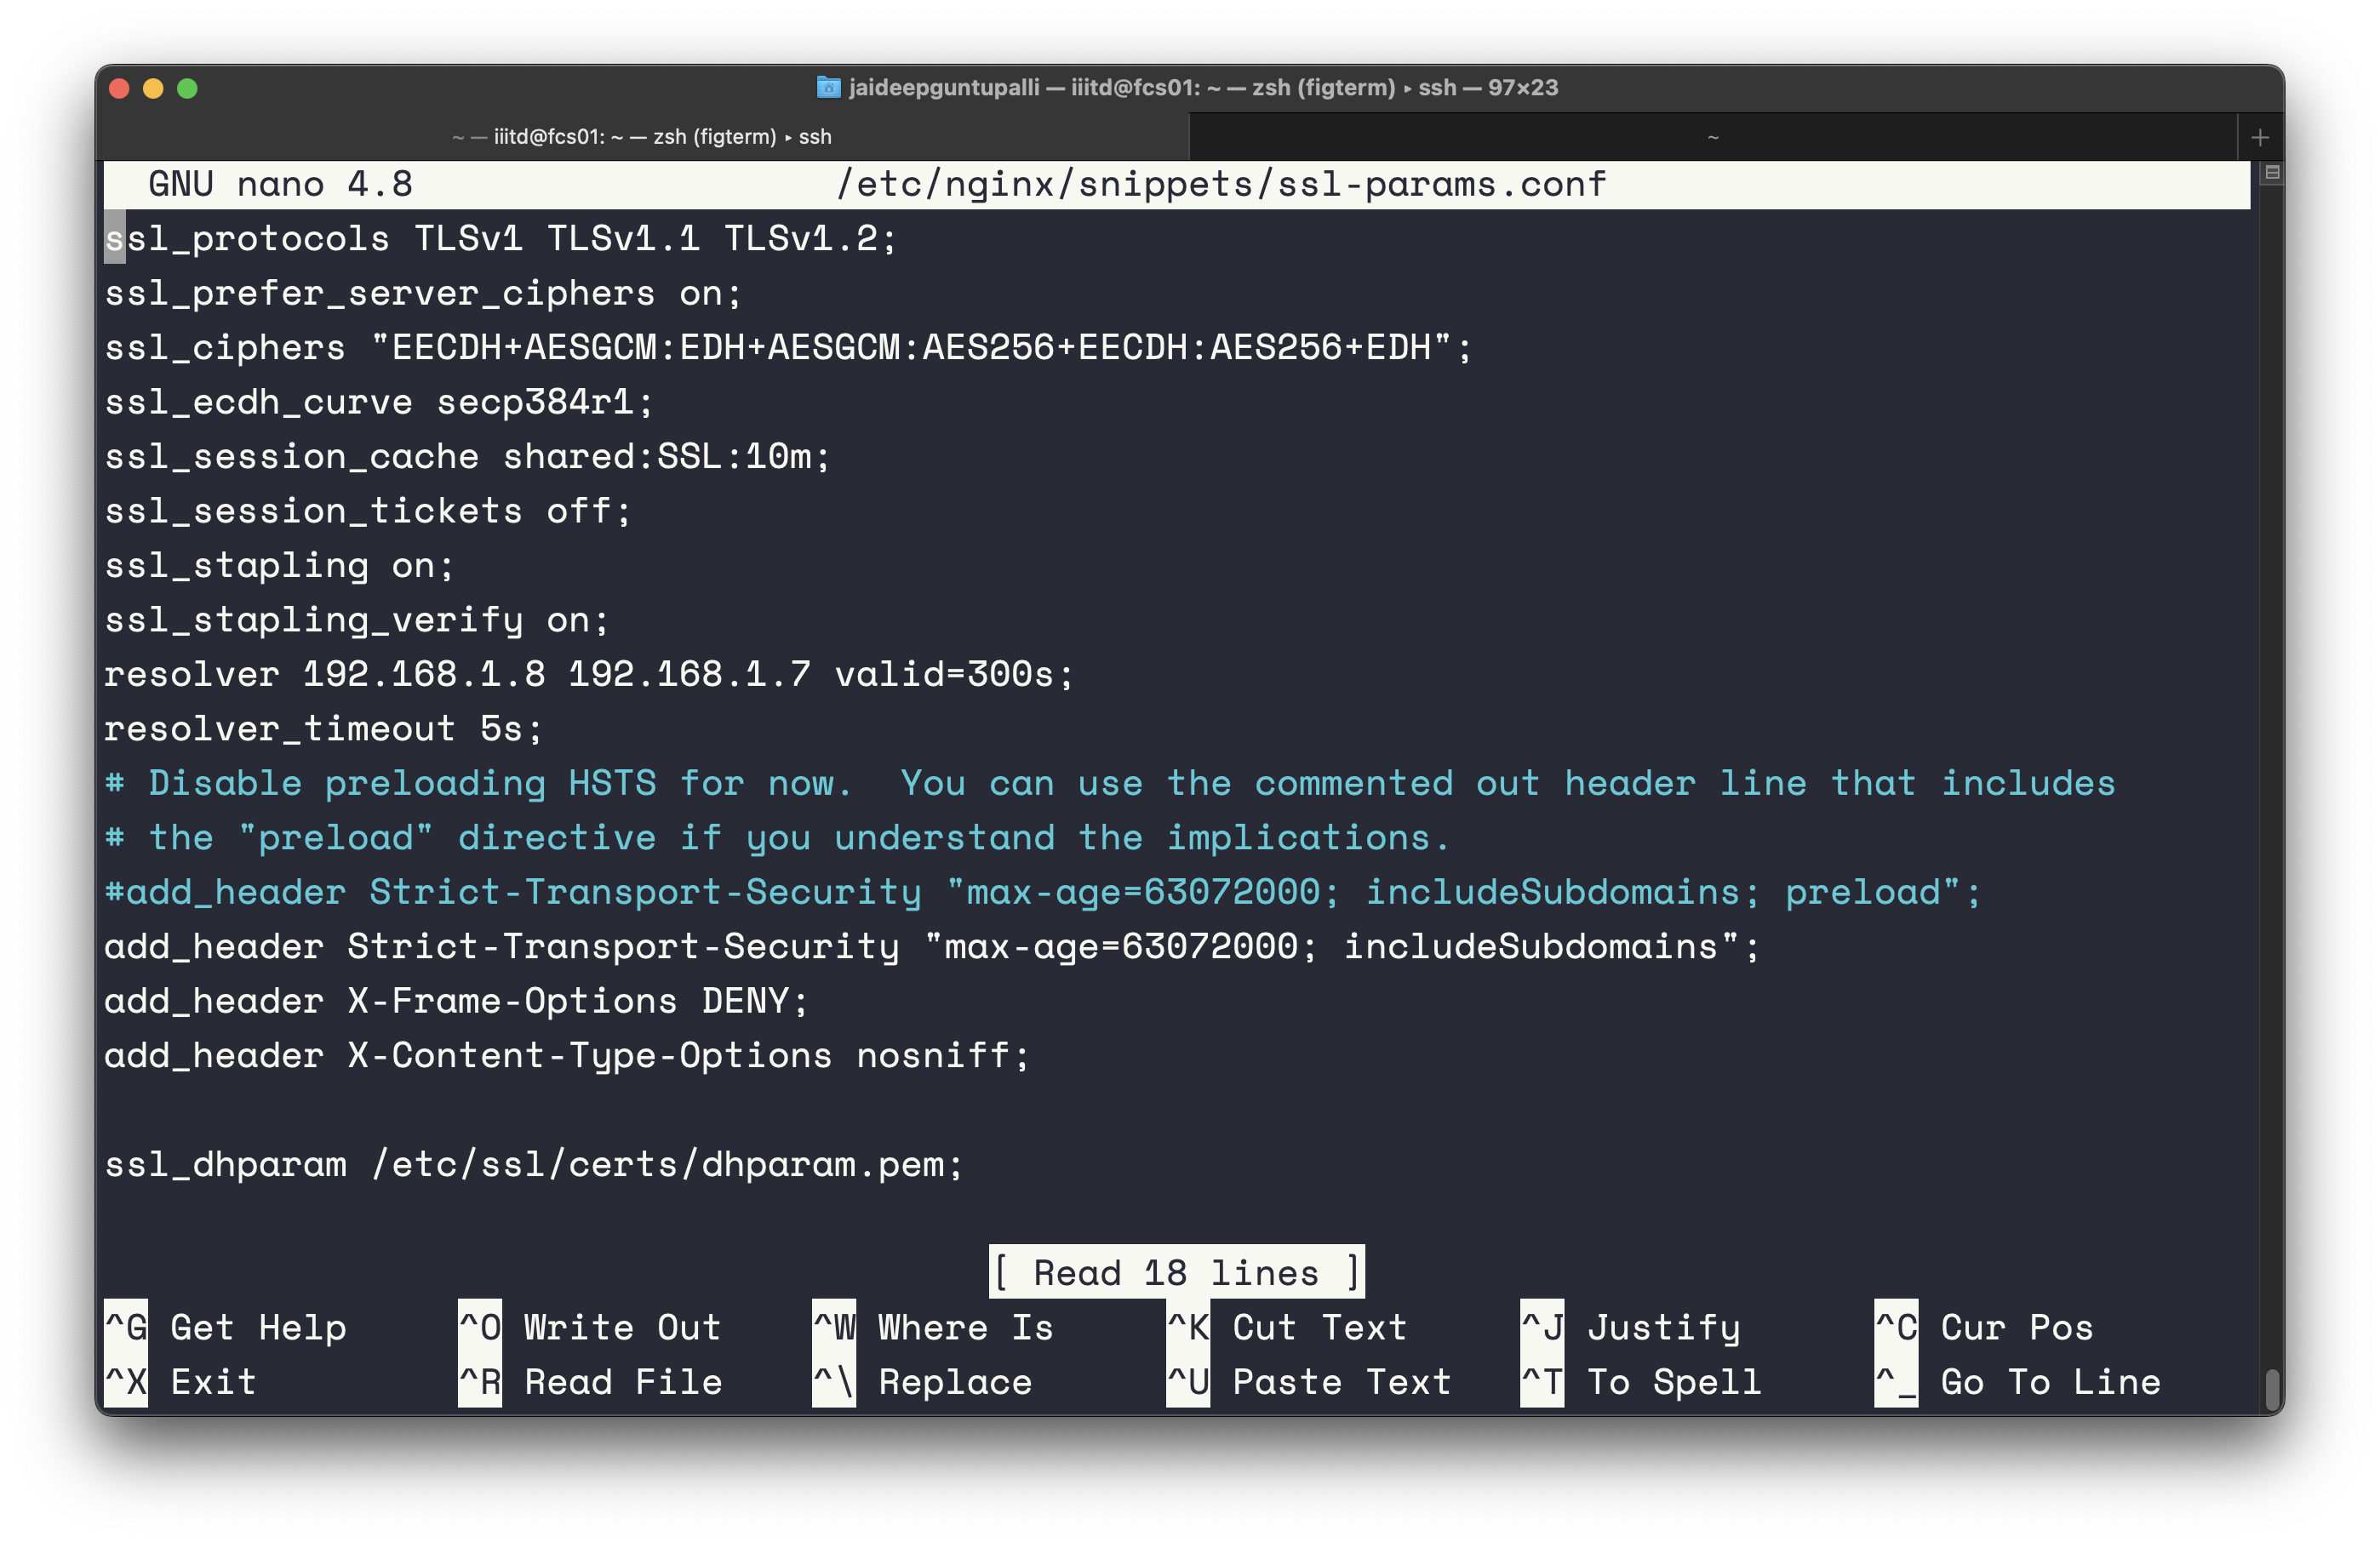 jaideepguntupalli — iiitd@fcs01: ~ — zsh (figterm) ▸ ssh — 97×23
~ — iiitd@fcs01: ~ — zsh (figterm) ▸ ssh
~
+
GNU nano 4.8 /etc/nginx/snippets/ssl-params.conf
ssl_protocols TLSv1 TLSv1.1 TLSv1.2;
ssl_prefer_server_ciphers on;
ssl_ciphers "EECDH+AESGCM:EDH+AESGCM:AES256+EECDH:AES256+EDH";
ssl_ecdh_curve secp384r1;
ssl_session_cache shared:SSL:10m;
ssl_session_tickets off;
ssl_stapling on;
ssl_stapling_verify on;
resolver 192.168.1.8 192.168.1.7 valid=300s;
resolver_timeout 5s;
# Disable preloading HSTS for now.  You can use the commented out header line that includes
# the "preload" directive if you understand the implications.
#add_header Strict-Transport-Security "max-age=63072000; includeSubdomains; preload";
add_header Strict-Transport-Security "max-age=63072000; includeSubdomains";
add_header X-Frame-Options DENY;
add_header X-Content-Type-Options nosniff;
ssl_dhparam /etc/ssl/certs/dhparam.pem;
[ Read 18 lines ]
^G Get Help ^O Write Out ^W Where Is ^K Cut Text ^J Justify ^C Cur Pos
^X Exit ^R Read File ^\ Replace ^U Paste Text ^T To Spell ^_ Go To Line